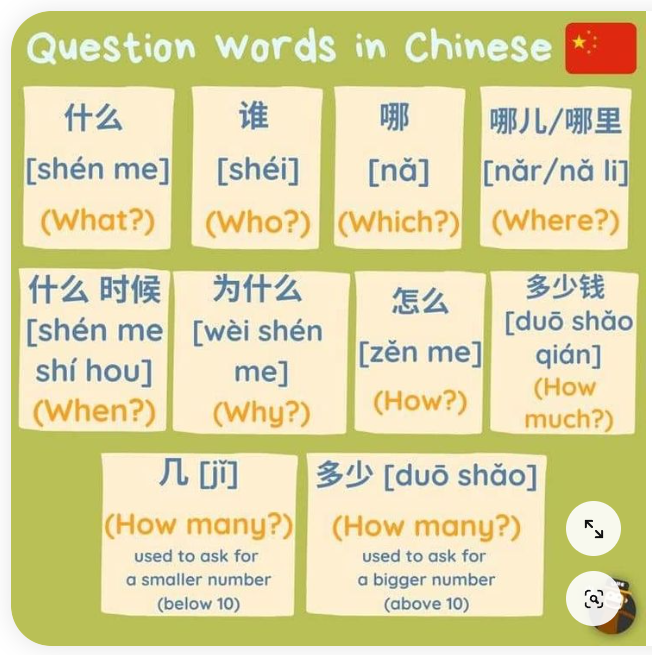 Question words in Chinese
什么
[shén me]
(What?)
谁
[shéi]
(Who?)
哪
[nǎ]
(Which?)
哪儿/哪里
[nǎr/nǎ li]
(Where?)
什么 时候
[shén me
shí hou]
(When?)
为什么
[wèi shén
me]
(Why?)
怎么
[zěn me]
(How?)
多少钱
[duō shǎo
qián]
(How
much?)
几 [jǐ]
(How many?)
used to ask for
a smaller number
(below 10)
多少 [duō shǎo]
(How many?)
used to ask for
a bigger number
(above 10)